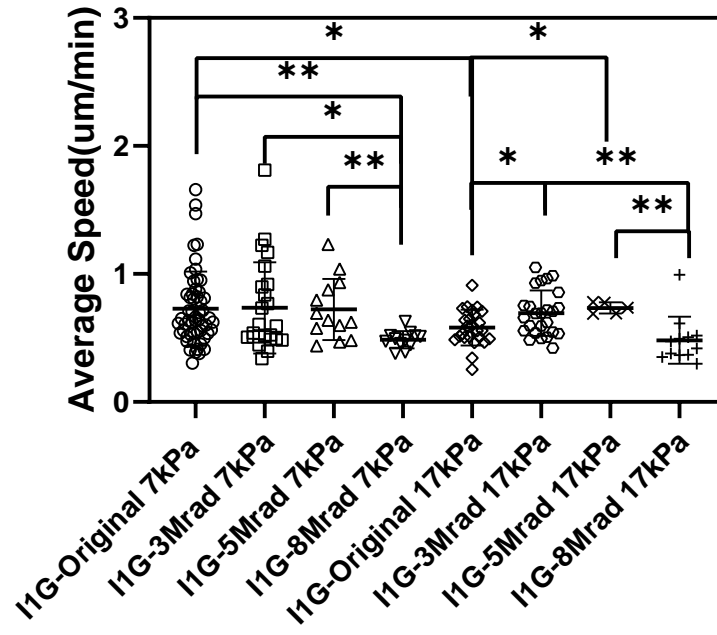 3
2
1
0
Average Speed(um/min)
*
*
**
*
**
*
**
**
I1G-Original 7kPa
I1G-3Mrad 7kPa
I1G-5Mrad 7kPa
I1G-8Mrad 7kPa
I1G-Original 17kPa
I1G-3Mrad 17kPa
I1G-5Mrad 17kPa
I1G-8Mrad 17kPa